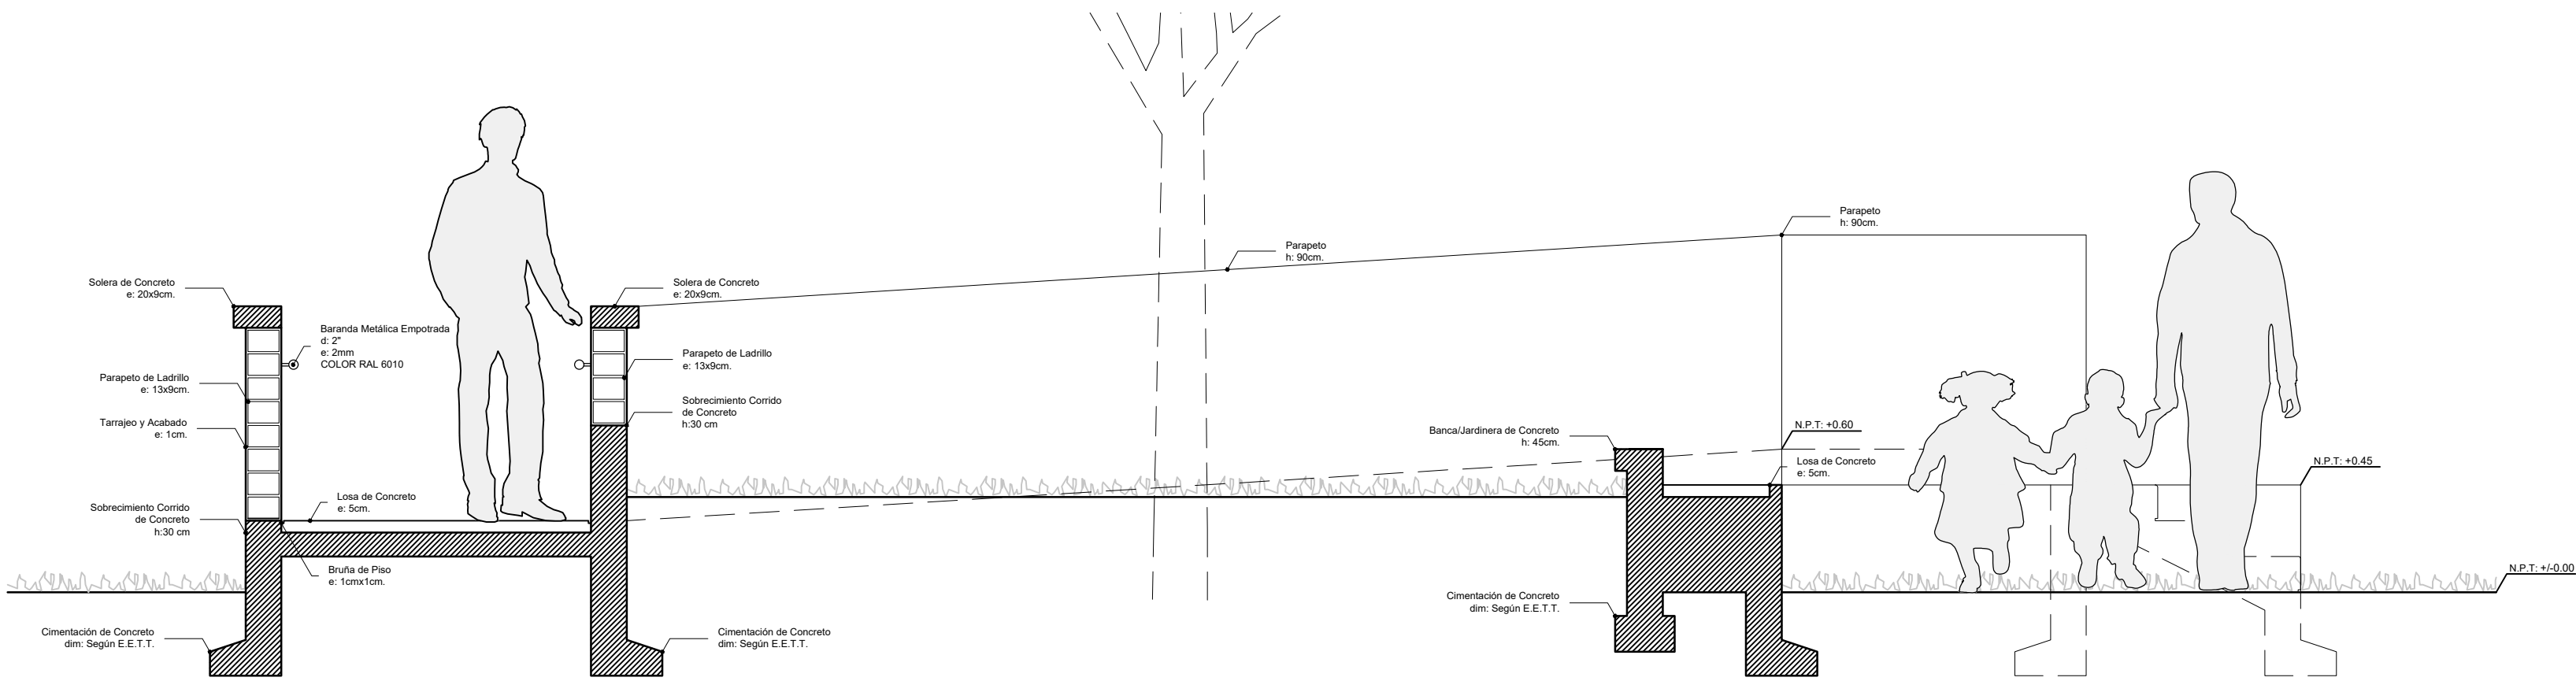 Solera de Concreto
e: 20x9cm.
Baranda Metálica Empotrada
d: 2"
e: 2mm
COLOR RAL 6010
Parapeto de Ladrillo
e: 13x9cm.
Tarrajeo y Acabado
e: 1cm.
Losa de Concreto
e: 5cm.
Sobrecimiento Corrido
de Concreto
h:30 cm
Bruña de Piso
e: 1cmx1cm.
Cimentación de Concreto
dim: Según E.E.T.T.
Solera de Concreto
e: 20x9cm.
Parapeto de Ladrillo
e: 13x9cm.
Sobrecimiento Corrido
de Concreto
h:30 cm
Cimentación de Concreto
dim: Según E.E.T.T.
Parapeto
h: 90cm.
Banca/Jardinera de Concreto
h: 45cm.
Cimentación de Concreto
dim: Según E.E.T.T.
Parapeto
h: 90cm.
N.P.T: +0.60
Losa de Concreto
e: 5cm.
N.P.T: +0.45
N.P.T: +/-0.00